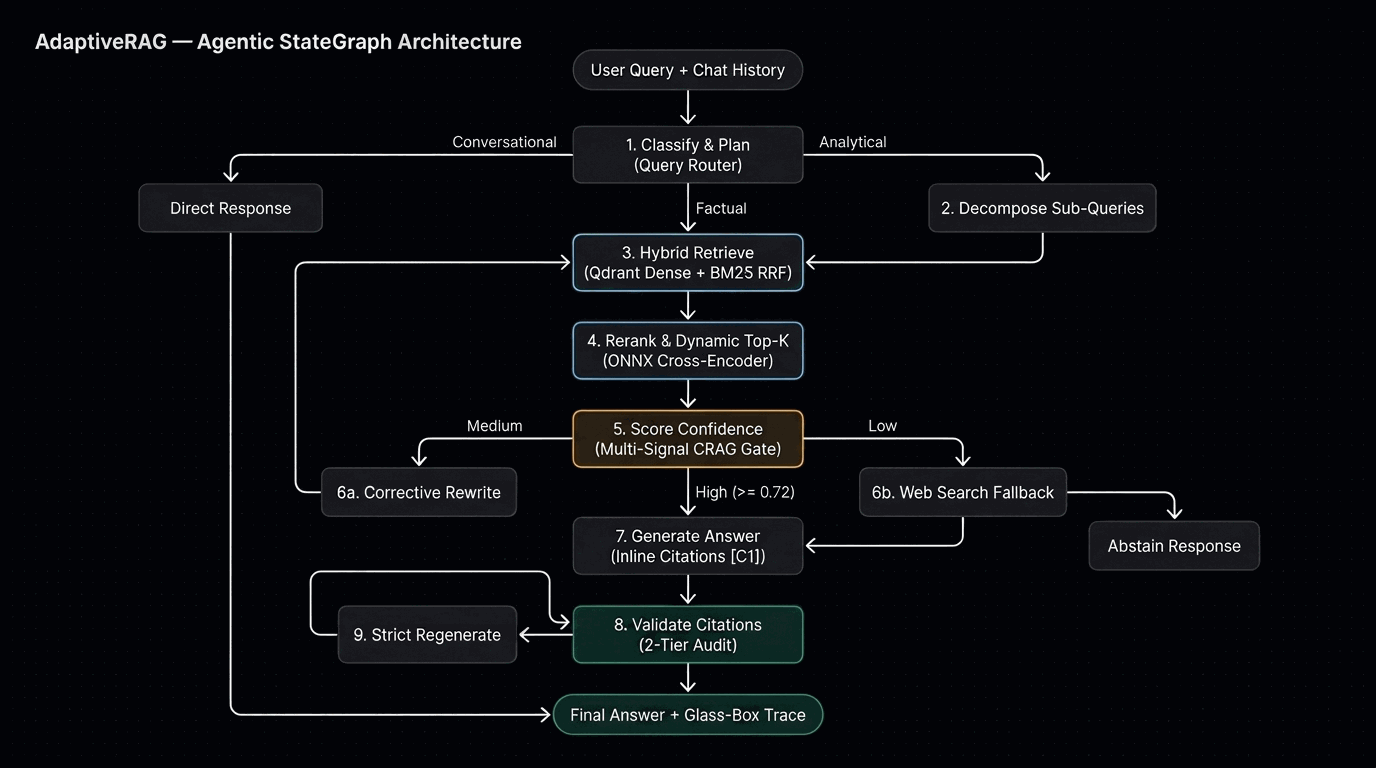 AdaptiveRAG — Agentic StateGraph Architecture
User Query + Chat History
Conversational
1. Classify & Plan
(Query Router)
Analytical
Direct Response
Factual
2. Decompose Sub-Queries
3. Hybrid Retrieve
(Qdrant Dense + BM25 RRF)
4. Rerank & Dynamic Top-K
(ONNX Cross-Encoder)
Medium
5. Score Confidence
(Multi-Signal CRAG Gate)
Low
6a. Corrective Rewrite
High (>= 0.72)
6b. Web Search Fallback
7. Generate Answer
(Inline Citations [C1])
Abstain Response
9. Strict Regenerate
8. Validate Citations
(2-Tier Audit)
Final Answer + Glass-Box Trace